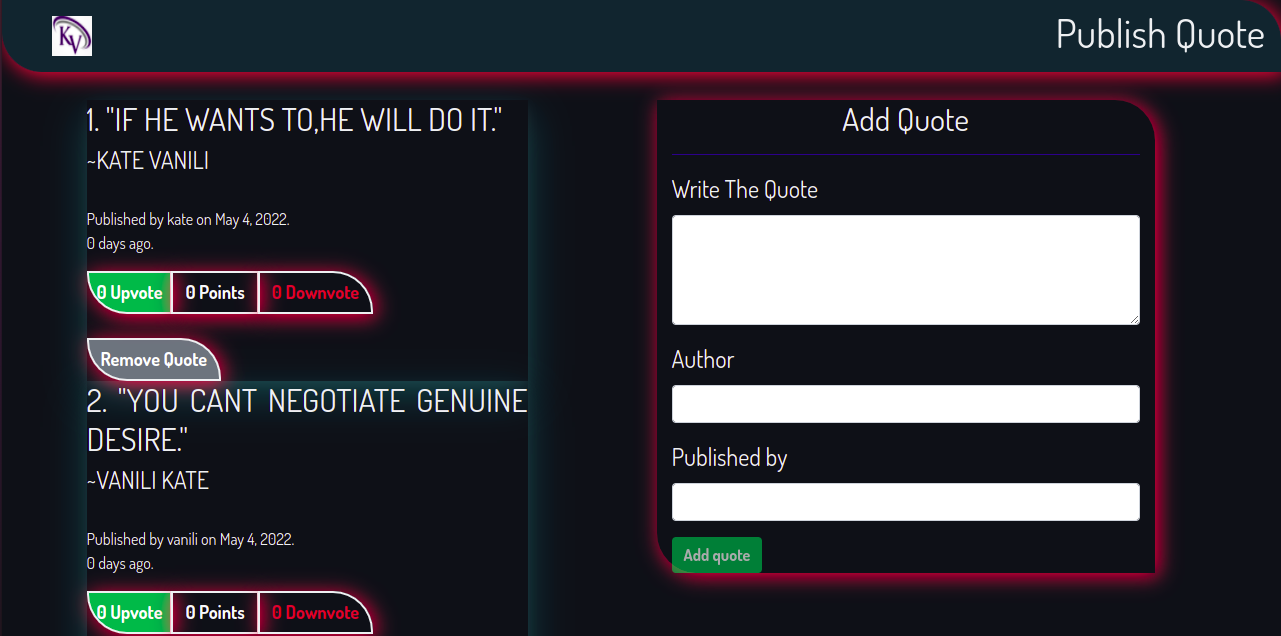 KV
Publish Quote
1. "IF HE WANTS TO,HE WILL DO IT."
~KATE VANILI
Published by kate on May 4, 2022.
0 days ago.
0 Upvote
0 Points
0 Downvote
Remove Quote
2. "YOU CANT NEGOTIATE GENUINE
DESIRE."
~VANILI KATE
Published by vanili on May 4, 2022.
0 days ago.
0 Upvote
0 Points
0 Downvote
Add Quote
Write The Quote
Author
Published by
Add quote